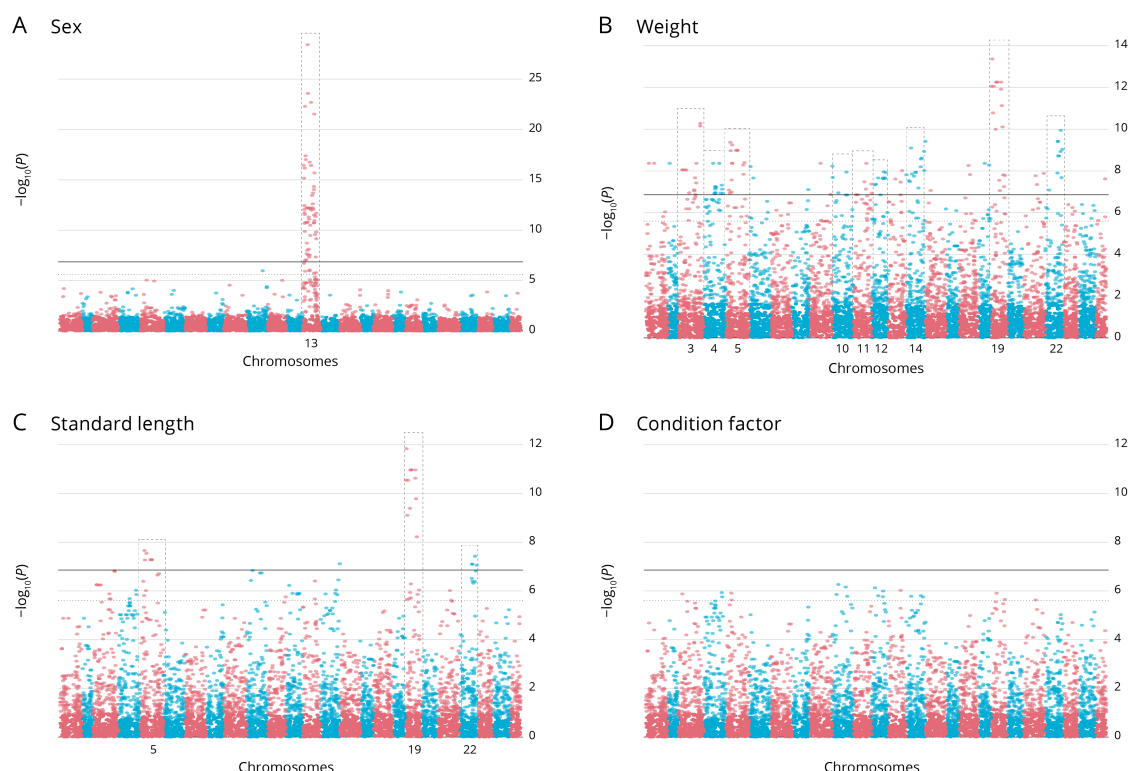 A Sex
25
20
15
10
5
0
−log10(P)
13
Chromosomes
B Weight
14
12
10
8
6
4
2
0
−log10(P)
3 4 5 10 11 12 14 19 22
Chromosomes
C Standard length
12
10
8
6
4
2
0
−log10(P)
5 19 22
Chromosomes
D Condition factor
12
10
8
6
4
2
0
−log10(P)
Chromosomes